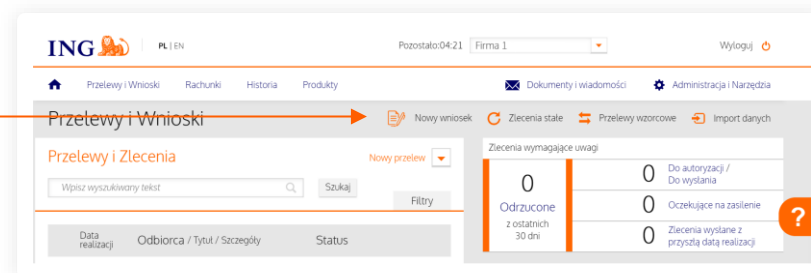 ING PL | EN Pozostało:04:21 Firma 1 Wyloguj
Przelewy i Wnioski Rachunki Historia Produkty Dokumenty i wiadomości Administracja i Narzędzia
Przelewy i Wnioski Nowy wniosek Zlecenia stałe Przelewy wzorcowe Import danych
Przelewy i Zlecenia Nowy przelew
Wpisz wyszukiwany tekst Szukaj
Filtry
Data realizacji Odbiorca / Tytuł / Szczegóły Status
Zlecenia wymagające uwagi
0
Odrzucone
z ostatnich
30 dni
0 Do autoryzacji /
Do wysłania
0 Oczekujące na zasilenie
0 Zlecenia wysłane z
przyszłą datą realizacji
?